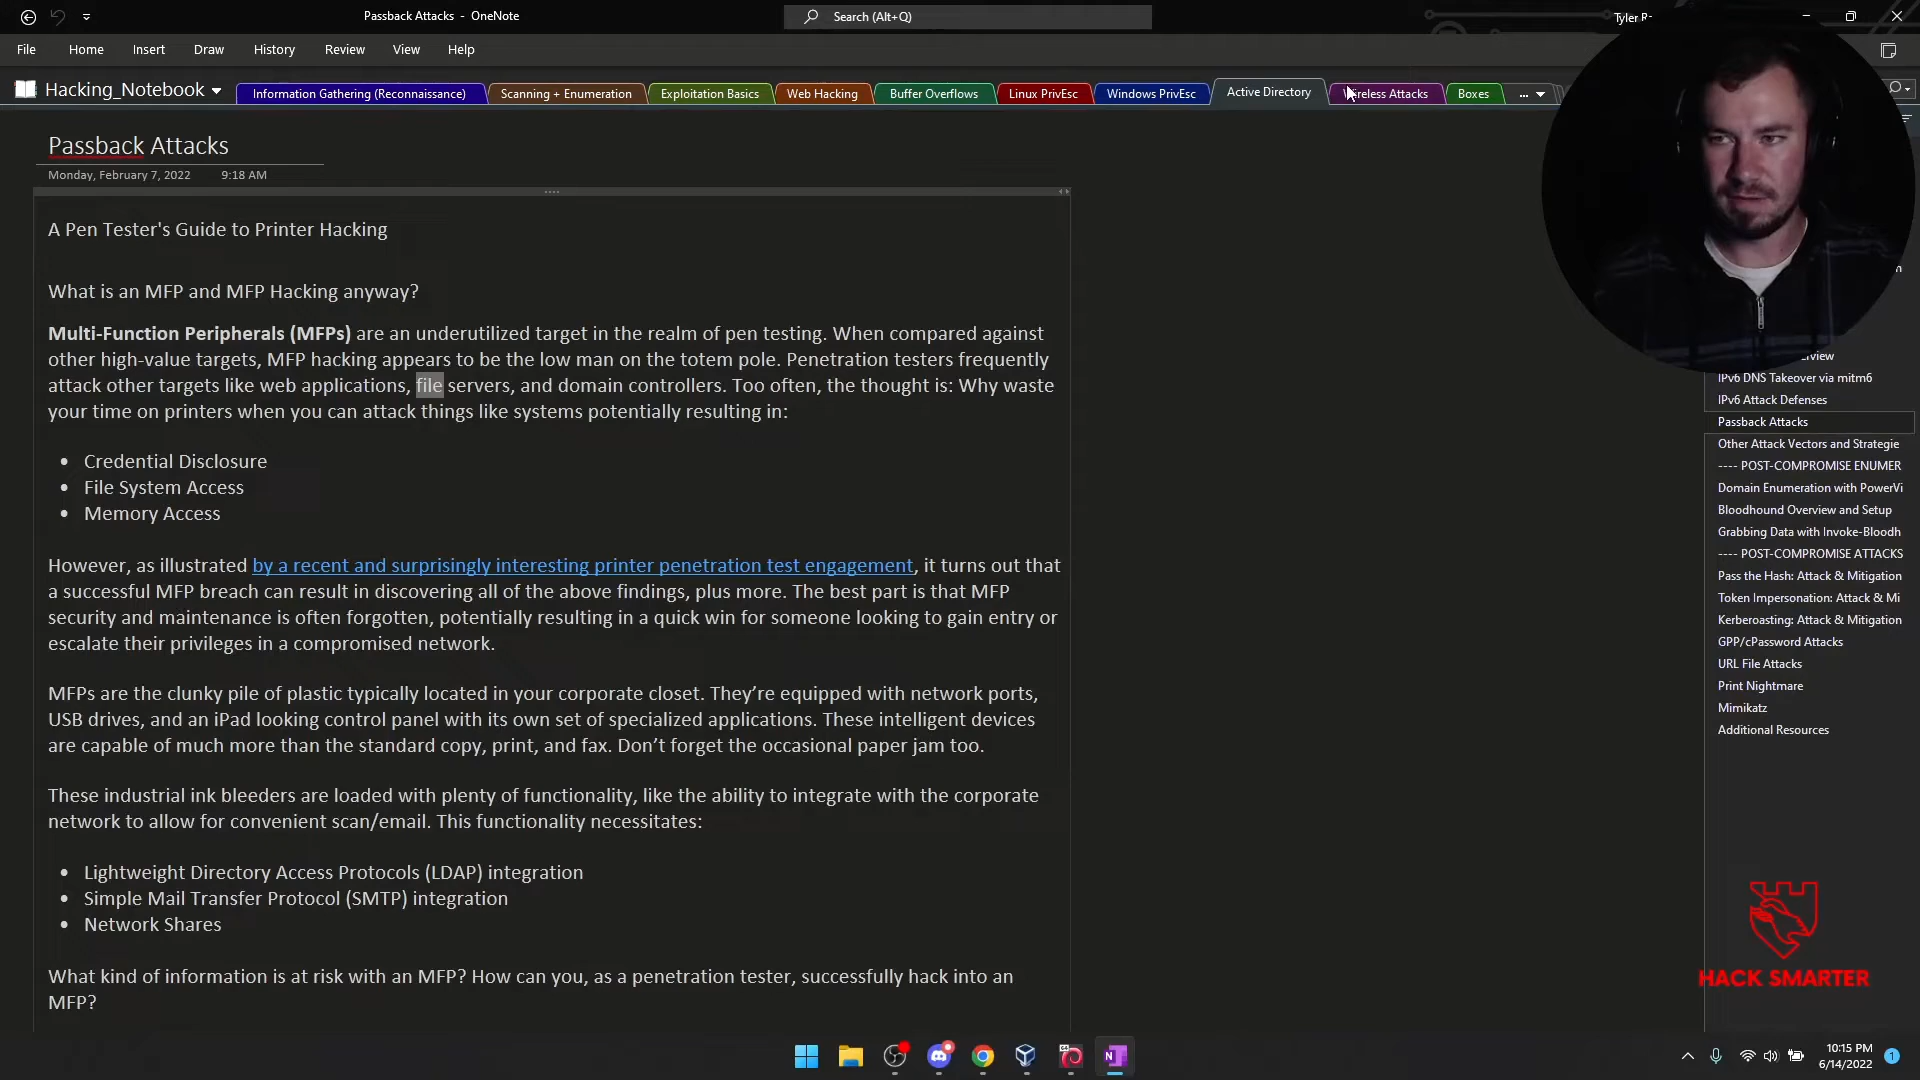 Passback Attacks - OneNote
Search (Alt+Q)
Tyler R
File Home Insert Draw History Review View Help
Hacking_Notebook
Information Gathering (Reconnaissance) Scanning + Enumeration Exploitation Basics Web Hacking Buffer Overflows Linux PrivEsc Windows PrivEsc Active Directory Wireless Attacks Boxes ...
Passback Attacks
Monday, February 7, 2022 9:18 AM
A Pen Tester's Guide to Printer Hacking
What is an MFP and MFP Hacking anyway?
Multi-Function Peripherals (MFPs) are an underutilized target in the realm of pen testing. When compared against
other high-value targets, MFP hacking appears to be the low man on the totem pole. Penetration testers frequently
attack other targets like web applications, file servers, and domain controllers. Too often, the thought is: Why waste
your time on printers when you can attack things like systems potentially resulting in:
• Credential Disclosure
• File System Access
• Memory Access
However, as illustrated by a recent and surprisingly interesting printer penetration test engagement, it turns out that
a successful MFP breach can result in discovering all of the above findings, plus more. The best part is that MFP
security and maintenance is often forgotten, potentially resulting in a quick win for someone looking to gain entry or
escalate their privileges in a compromised network.
MFPs are the clunky pile of plastic typically located in your corporate closet. They’re equipped with network ports,
USB drives, and an iPad looking control panel with its own set of specialized applications. These intelligent devices
are capable of much more than the standard copy, print, and fax. Don’t forget the occasional paper jam too.
These industrial ink bleeders are loaded with plenty of functionality, like the ability to integrate with the corporate
network to allow for convenient scan/email. This functionality necessitates:
• Lightweight Directory Access Protocols (LDAP) integration
• Simple Mail Transfer Protocol (SMTP) integration
• Network Shares
What kind of information is at risk with an MFP? How can you, as a penetration tester, successfully hack into an
MFP?
IPv6 DNS Takeover via mitm6
IPv6 Attack Defenses
Passback Attacks
Other Attack Vectors and Strategie
---- POST-COMPROMISE ENUMER
Domain Enumeration with PowerVi
Bloodhound Overview and Setup
Grabbing Data with Invoke-Bloodh
---- POST-COMPROMISE ATTACKS
Pass the Hash: Attack & Mitigation
Token Impersonation: Attack & Mi
Kerberoasting: Attack & Mitigation
GPP/cPassword Attacks
URL File Attacks
Print Nightmare
Mimikatz
Additional Resources
HACK SMARTER
10:15 PM
6/14/2022
1